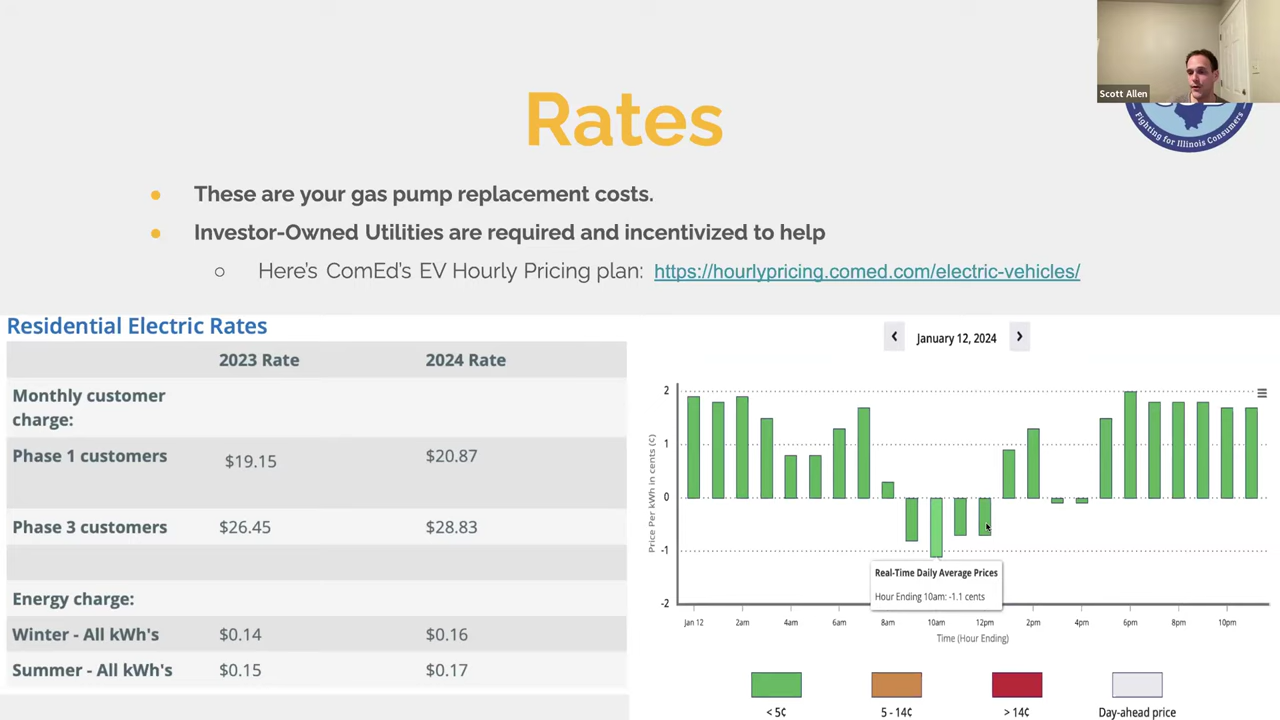 Scott Allen
Fighting for Illinois Consumers
Rates
● These are your gas pump replacement costs.
● Investor-Owned Utilities are required and incentivized to help
○ Here's ComEd's EV Hourly Pricing plan: https://hourlypricing.comed.com/electric-vehicles/
Residential Electric Rates
2023 Rate 2024 Rate
Monthly customer
charge:
Phase 1 customers $19.15 $20.87
Phase 3 customers $26.45 $28.83
Energy charge:
Winter - All kWh's $0.14 $0.16
Summer - All kWh's $0.15 $0.17
January 12, 2024
Price Per kWh in cents (¢)
2
1
0
-1
-2
Real-Time Daily Average Prices
Hour Ending 10am: -1.1 cents
Jan 12 2am 4am 6am 8am 10am 12pm 2pm 4pm 6pm 8pm 10pm
Time (Hour Ending)
< 5¢ 5 - 14¢ > 14¢ Day-ahead price